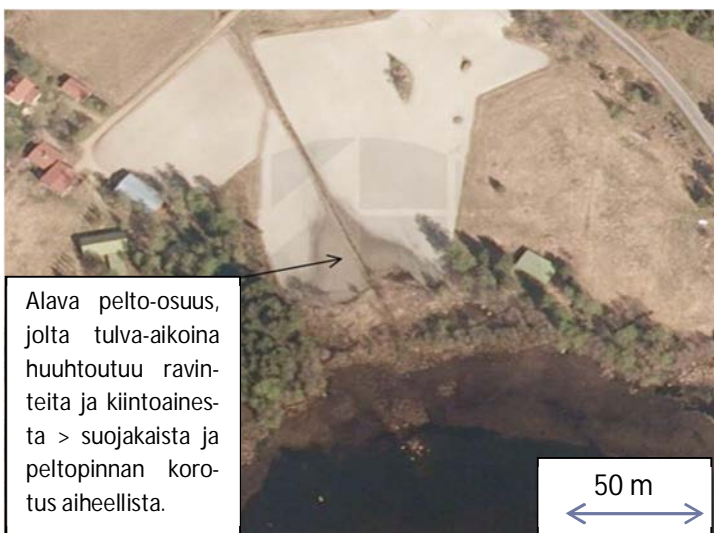 Alava pelto-osuus,
jolta tulva-aikoina
huuhtoutuu ravin-
teita ja kiintoaines-
ta > suojakaista ja
peltopinnan koro-
tus aiheellista.
50 m